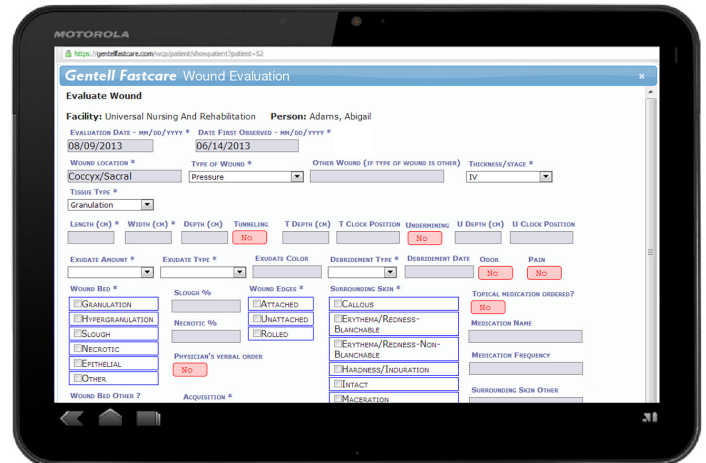 MOTOROLA
https://gentellfastcare.com/wcp/patient/showpatient?patient=52
Gentell Fastcare Wound Evaluation x
Evaluate Wound
Facility: Universal Nursing And Rehabilitation Person: Adams, Abigail
Evaluation Date - mm/dd/yyyy * Date First Observed - mm/dd/yyyy *
08/09/2013 06/14/2013
Wound location * Type of Wound * Other Wound (if type of wound is other) Thickness/stage *
Coccyx/Sacral Pressure IV
Tissue Type *
Granulation
Length (cm) * Width (cm) * Depth (cm) Tunneling T Depth (cm) T Clock Position Undermining U Depth (cm) U Clock Position
No No
Exudate Amount * Exudate Type * Exudate Color Debridement Type * Debridement Date Odor Pain
No No
Wound Bed * Slough % Wound Edges * Surrounding Skin * Topical medication ordered?
Granulation Attached Callous No
Hypergranulation Unattached Erythema/Redness-
Blanchable
Slough Necrotic % Rolled Medication Name
Necrotic Erythema/Redness-Non-
Blanchable
Epithelial Physician's verbal order Medication Frequency
Other No Hardness/Induration
Intact
Wound Bed Other ? Acquisition * Maceration Surrounding Skin Other